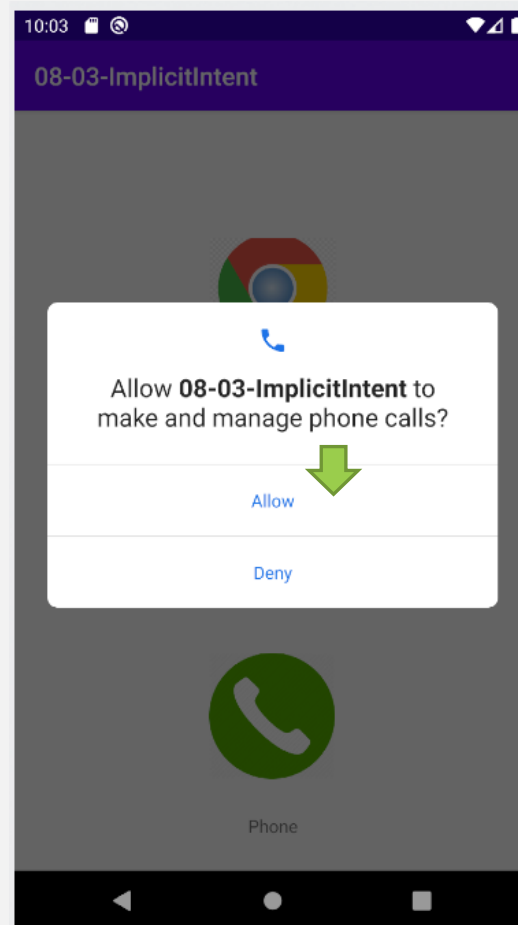 10:03
08-03-ImplicitIntent
Allow 08-03-ImplicitIntent to
make and manage phone calls?
Allow
Deny
Phone